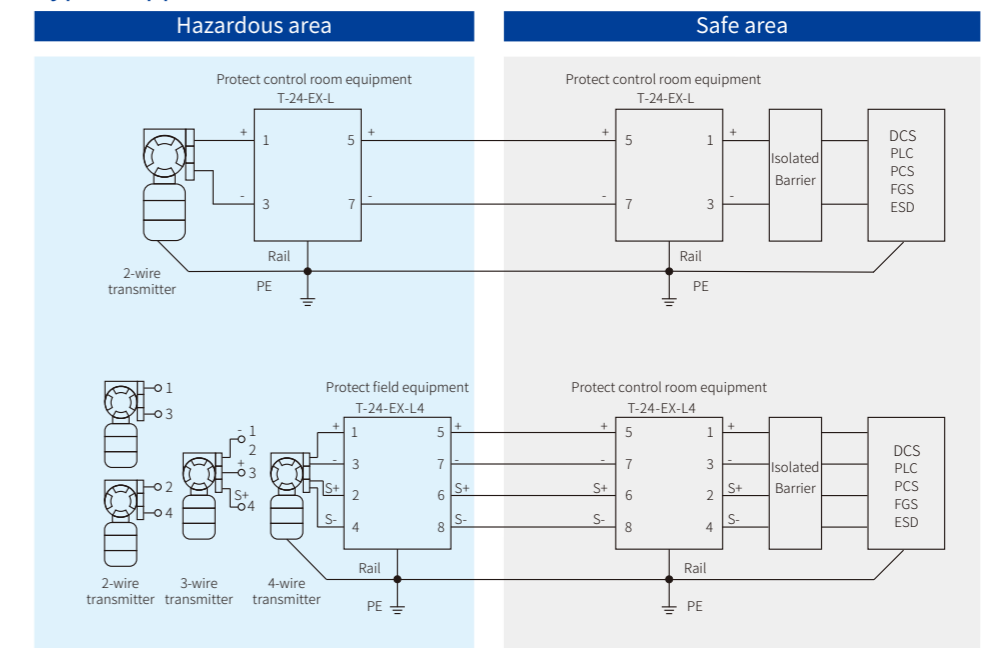 Hazardous area
Safe area
Protect control room equipment
T-24-EX-L
+ 1 5 +
- 3 7 -
Rail
PE
2-wire
transmitter
Protect control room equipment
T-24-EX-L
+ 5 1 +
- 7 3 -
Rail
PE
Isolated
Barrier
DCS
PLC
PCS
FGS
ESD
1
3
2
4
- 1
2
+ 3
S+ 4
2-wire
transmitter
3-wire
transmitter
4-wire
transmitter
Protect field equipment
T-24-EX-L4
+ 1 5 +
- 3 7 -
S+ 2 6 S+
S- 4 8 S-
Rail
PE
Protect control room equipment
T-24-EX-L4
+ 5 1 +
- 7 3 -
S+ 6 2 S+
S- 8 4 S-
Rail
PE
Isolated
Barrier
DCS
PLC
PCS
FGS
ESD